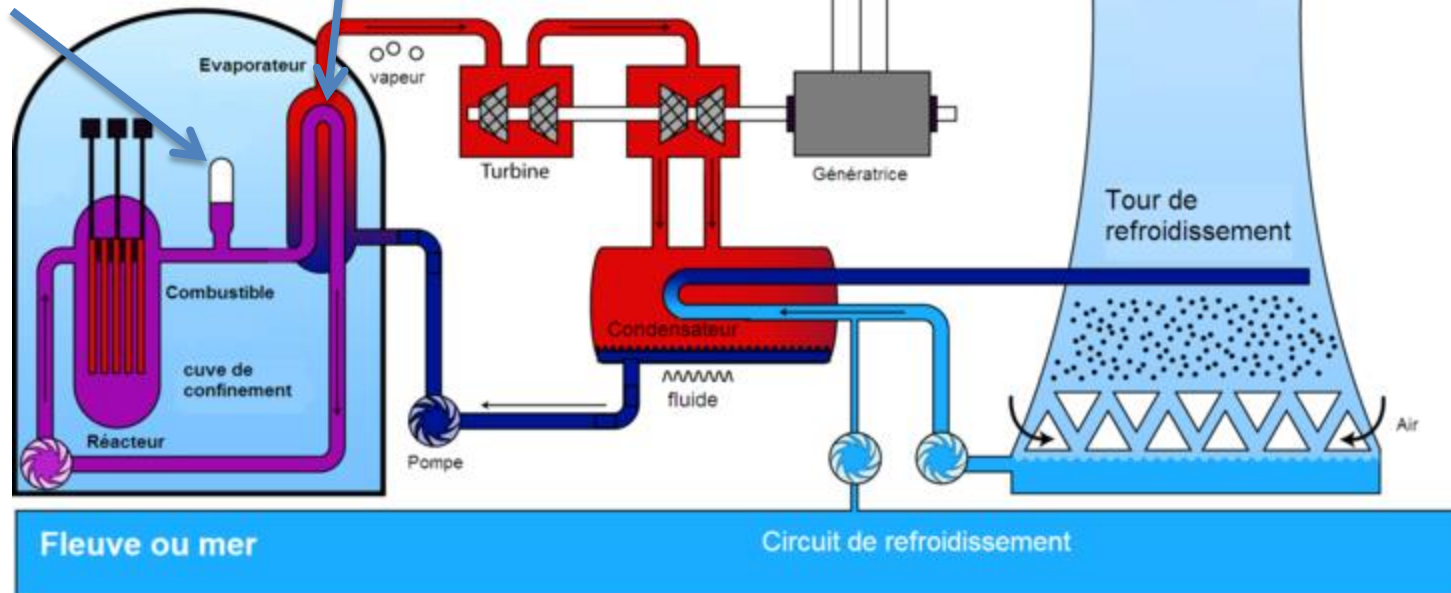 Evaporateur
vapeur
Turbine
Génératrice
Tour de
refroidissement
Combustible
Condensateur
cuve de
confinement
fluide
Réacteur
Pompe
Air
Fleuve ou mer
Circuit de refroidissement